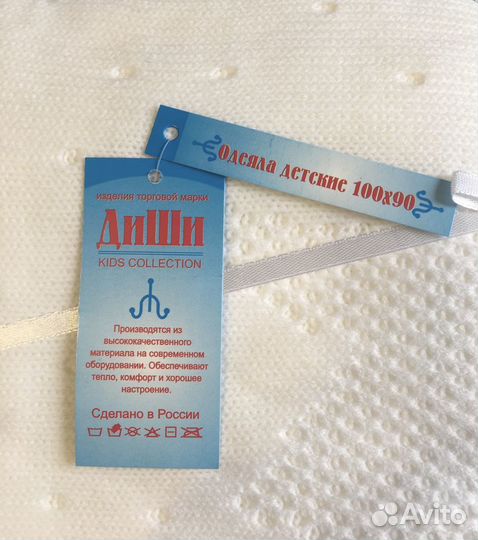 Одеяла детские 100х90
изделия торговой марки
ДиШи
KIDS COLLECTION
Производятся из
высококачественного
материала на современном
оборудовании. Обеспечивают
тепло, комфорт и хорошее
настроение.
Сделано в России
Avito